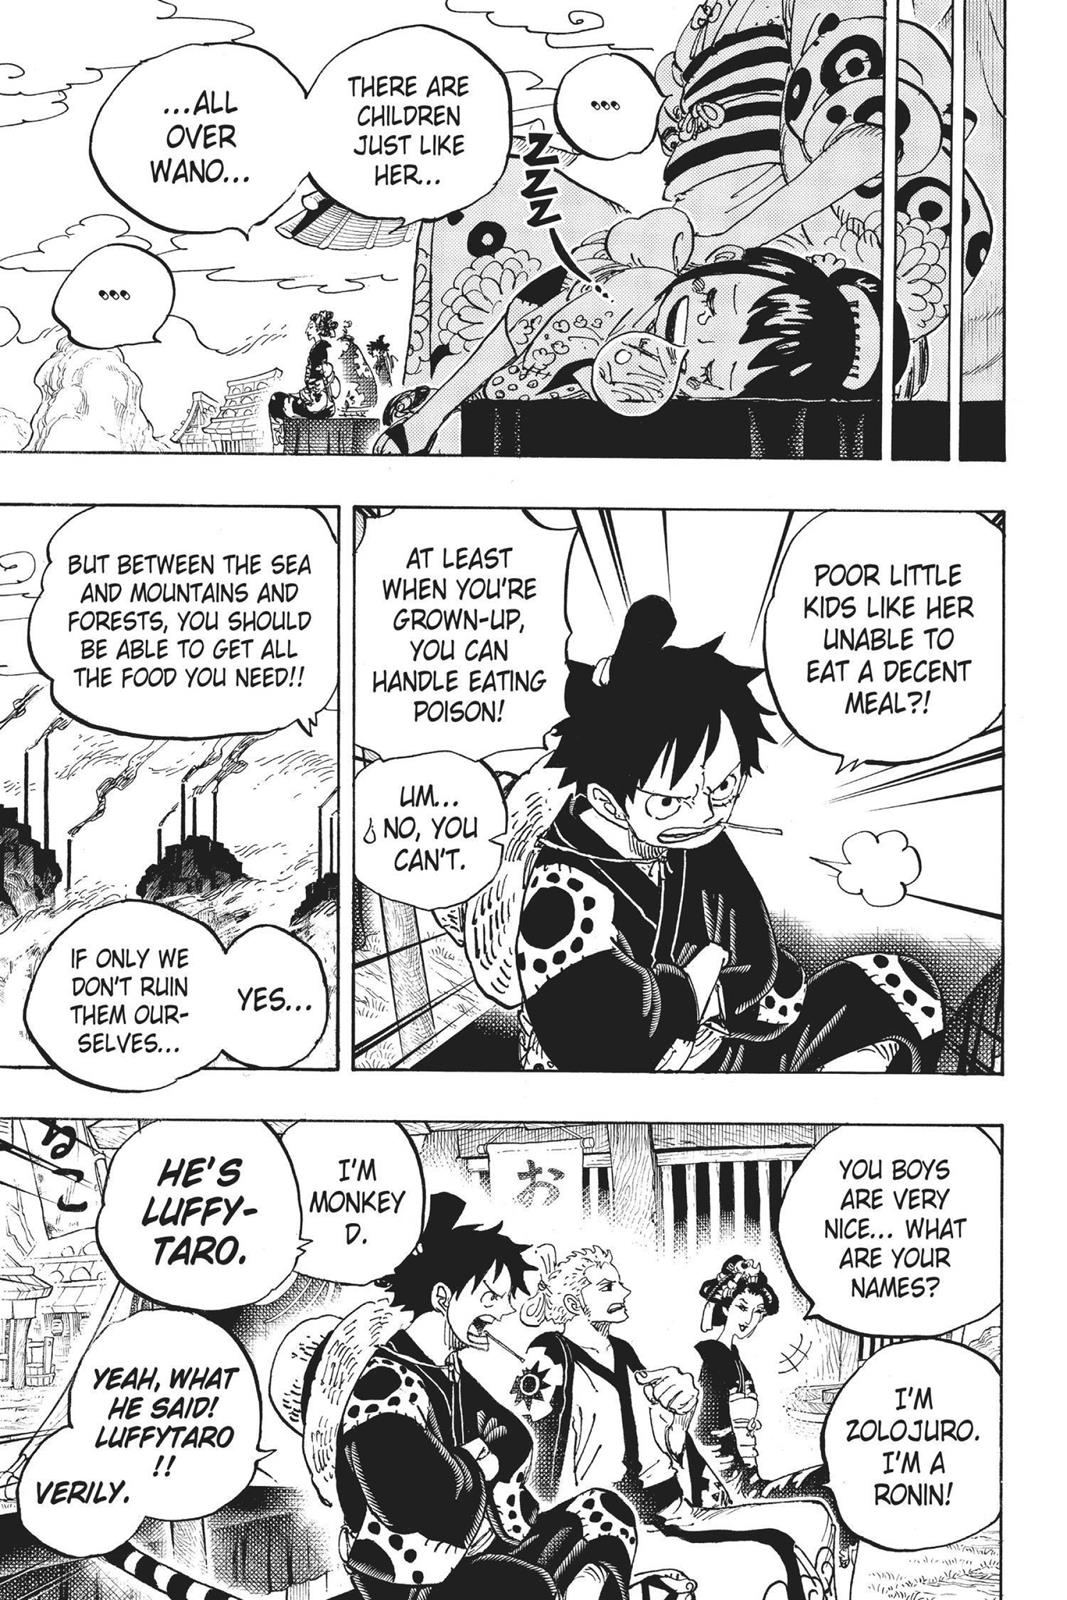 ...
THERE ARE
CHILDREN
JUST LIKE
HER...
...ALL
OVER
WANO...
...
ZZZ
POOR LITTLE
KIDS LIKE HER
UNABLE TO
EAT A DECENT
MEAL?!
AT LEAST
WHEN YOU'RE
GROWN-UP,
YOU CAN
HANDLE EATING
POISON!
UM...
NO, YOU
CAN'T.
BUT BETWEEN THE SEA
AND MOUNTAINS AND
FORESTS, YOU SHOULD
BE ABLE TO GET ALL
THE FOOD YOU NEED!!
YES...
IF ONLY WE
DON'T RUIN
THEM OUR-
SELVES...
YOU BOYS
ARE VERY
NICE... WHAT
ARE YOUR
NAMES?
I'M
ZOLOJURO.
I'M A
RONIN!
お
I'M
MONKEY
D.
HE'S
LUFFY-
TARO.
YEAH, WHAT
HE SAID!
LUFFYTARO
!!
VERILY.